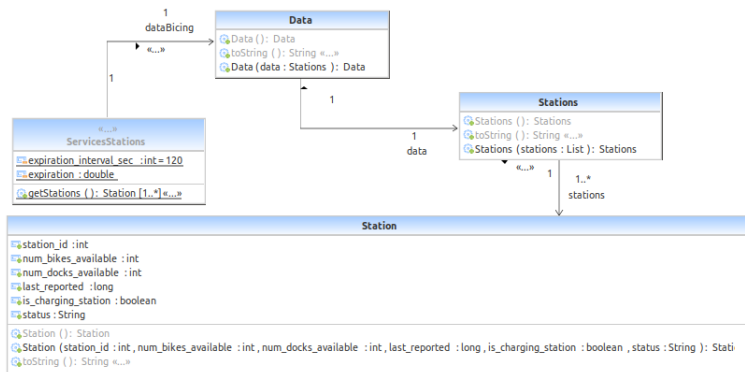 1
dataBicing
«...»
1
Data
Data ( ): Data
toString ( ): String «...»
Data (data : Stations ): Data
1
1
data
«...»
ServicesStations
expiration_interval_sec : int = 120
expiration : double
getStations ( ): Station [1..*] «...»
Stations
Stations ( ): Stations
toString ( ): String «...»
Stations (stations : List ): Stations
«...»
1
1..*
stations
Station
station_id : int
num_bikes_available : int
num_docks_available : int
last_reported : long
is_charging_station : boolean
status : String
Station ( ): Station
Station (station_id : int , num_bikes_available : int , num_docks_available : int , last_reported : long , is_charging_station : boolean , status : String ): Stati
toString ( ): String «...»